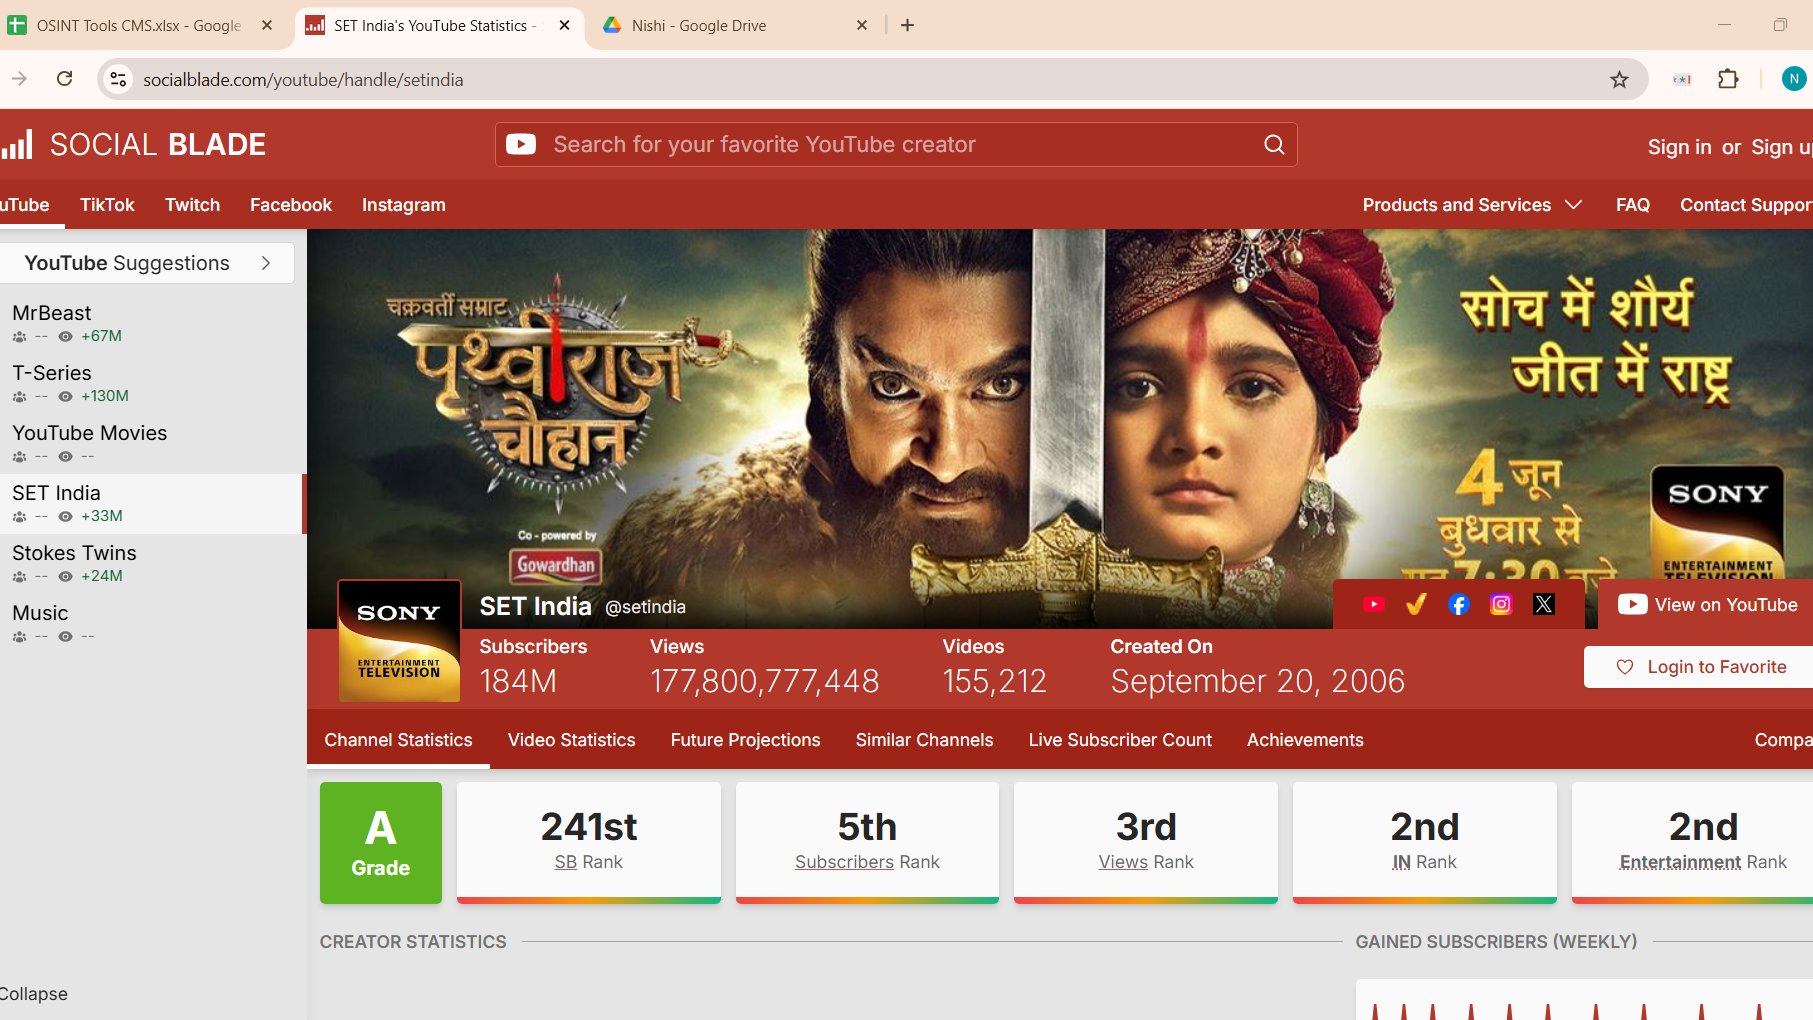 OSINT Tools CMS.xlsx - Google
SET India's YouTube Statistics -
Nishi - Google Drive
socialblade.com/youtube/handle/setindia
N
SOCIAL BLADE
Search for your favorite YouTube creator
Sign in or Sign up
uTube
TikTok
Twitch
Facebook
Instagram
Products and Services
FAQ
Contact Support
YouTube Suggestions
MrBeast
-- +67M
T-Series
-- +130M
YouTube Movies
-- --
SET India
-- +33M
Stokes Twins
-- +24M
Music
-- --
Collapse
चक्रवर्ती सम्राट
पृथ्वीराज
चौहान
Co - powered by
Gowardhan
सोच में शौर्य
जीत में राष्ट्र
4 जून
बुधवार से
7:30 बजे
SONY
ENTERTAINMENT
TELEVISION
SONY
ENTERTAINMENT
TELEVISION
SET India @setindia
View on YouTube
Subscribers
184M
Views
177,800,777,448
Videos
155,212
Created On
September 20, 2006
Login to Favorite
Channel Statistics
Video Statistics
Future Projections
Similar Channels
Live Subscriber Count
Achievements
Compa
A
Grade
241st
SB Rank
5th
Subscribers Rank
3rd
Views Rank
2nd
IN Rank
2nd
Entertainment Rank
CREATOR STATISTICS
GAINED SUBSCRIBERS (WEEKLY)